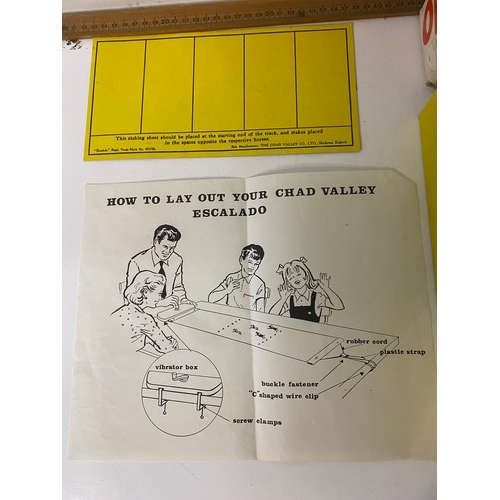 This staking sheet should be placed at the starting end of the track, and stakes placed
in the spaces opposite the respective horses.
"Escalado" Regd. Trade Mark No.
Sole Manufacturers:- THE CHAD VALLEY CO. LTD., Harborne, England
HOW TO LAY OUT YOUR CHAD VALLEY
ESCALADO
rubber cord
plastic strap
vibrator box
buckle fastener
"C" shaped wire clip
screw clamps